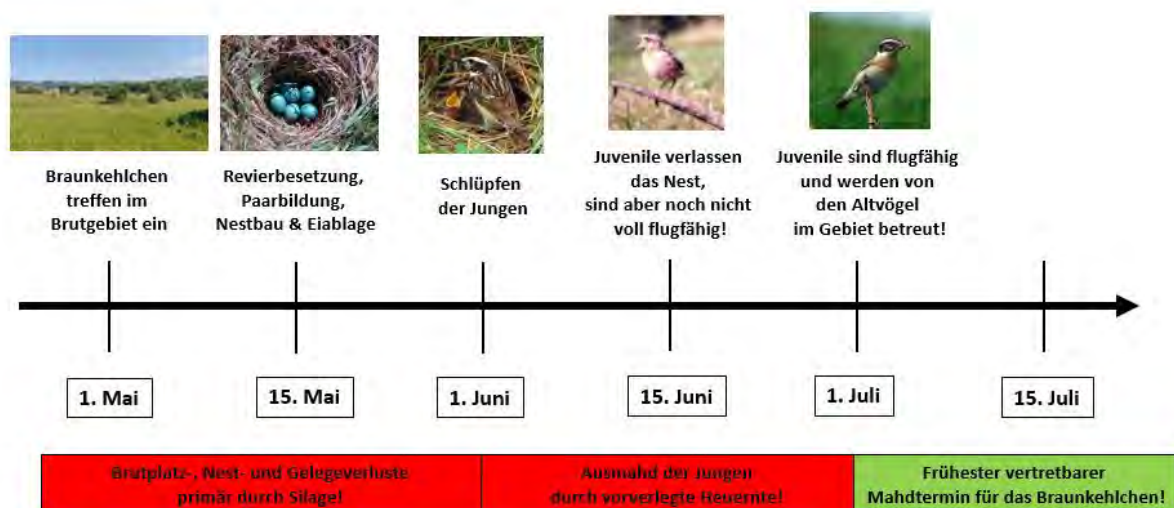 Braunkehlchen
treffen im
Brutgebiet ein
Revierbesetzung,
Paarbildung,
Nestbau & Eiablage
Schlüpfen
der Jungen
Juvenile verlassen
das Nest,
sind aber noch nicht
voll flugfähig!
Juvenile sind flugfähig
und werden von
den Altvögel
im Gebiet betreut!
1. Mai
15. Mai
1. Juni
15. Juni
1. Juli
15. Juli
Brutplatz-, Nest- und Gelegeverluste
primär durch Silage!
Ausmahd der Jungen
durch vorverlegte Heuernte!
Frühester vertretbarer
Mahdtermin für das Braunkehlchen!